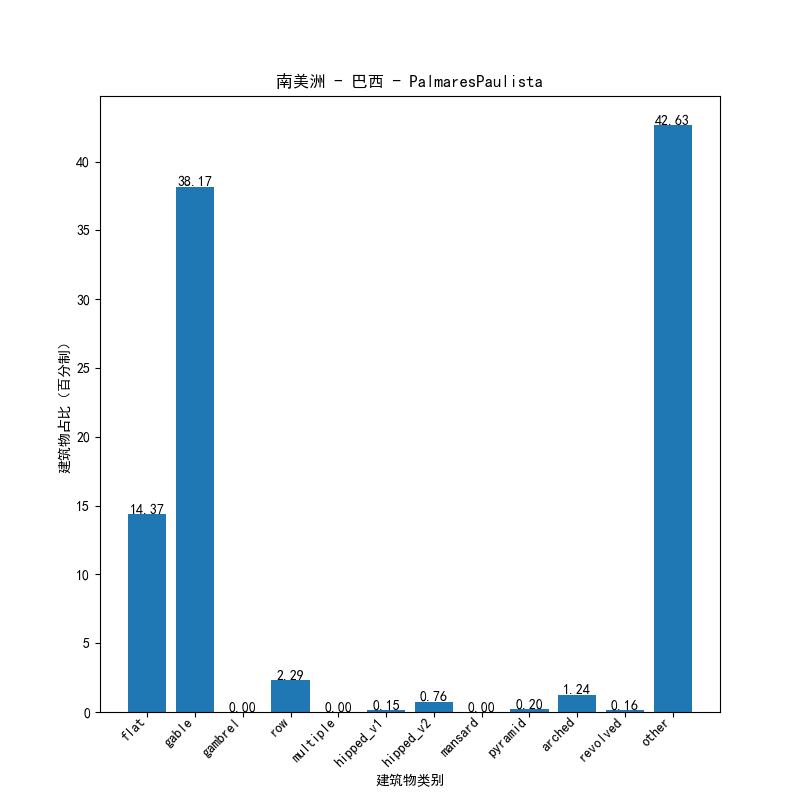 南美洲 - 巴西 - PalmaresPaulista
建筑物占比（百分制）
40
35
30
25
20
15
10
5
0
14.37
38.17
0.00
2.29
0.00
0.15
0.76
0.00
0.20
1.24
0.16
42.63
flat
gable
gambrel
row
multiple
hipped_v1
hipped_v2
mansard
pyramid
arched
revolved
other
建筑物类别